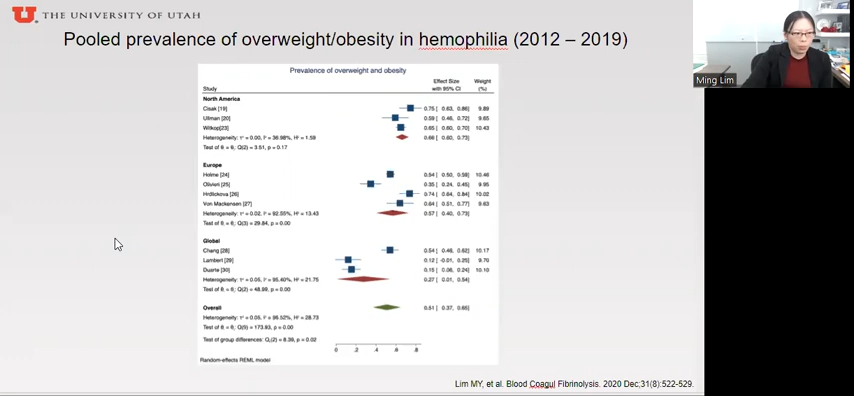 U THE UNIVERSITY OF UTAH
Pooled prevalence of overweight/obesity in hemophilia (2012 – 2019)
Ming Lim
Prevalence of overweight and obesity
Effect Size Weight
Study with 95% CI (%)
North America
Cisak [19] 0.75 [ 0.63, 0.86] 9.89
Ullman [20] 0.59 [ 0.46, 0.72] 9.65
Wilkop[23] 0.65 [ 0.60, 0.70] 10.43
Heterogeneity: τ² = 0.00, I² = 36.98%, H² = 1.59 0.66 [ 0.60, 0.73]
Test of θᵢ = θⱼ: Q(2) = 3.51, p = 0.17
Europe
Holme [24] 0.54 [ 0.50, 0.58] 10.46
Olivieri [25] 0.35 [ 0.24, 0.45] 9.95
Hrdlickova [26] 0.74 [ 0.64, 0.84] 10.02
Von Mackensen [27] 0.64 [ 0.51, 0.77] 9.63
Heterogeneity: τ² = 0.02, I² = 92.55%, H² = 13.43 0.57 [ 0.40, 0.73]
Test of θᵢ = θⱼ: Q(3) = 29.84, p = 0.00
Global
Chang [28] 0.54 [ 0.46, 0.62] 10.17
Lambert [29] 0.12 [ -0.01, 0.25] 9.70
Duarte [30] 0.15 [ 0.06, 0.24] 10.10
Heterogeneity: τ² = 0.05, I² = 95.40%, H² = 21.75 0.27 [ 0.01, 0.54]
Test of θᵢ = θⱼ: Q(2) = 48.99, p = 0.00
Overall 0.51 [ 0.37, 0.65]
Heterogeneity: τ² = 0.05, I² = 96.52%, H² = 28.73
Test of θᵢ = θⱼ: Q(9) = 173.83, p = 0.00
Test of group differences: Q(2) = 8.39, p = 0.02
0 .2 .4 .6 .8
Random-effects REML model
Lim MY, et al. Blood Coagul Fibrinolysis. 2020 Dec;31(8):522-529.